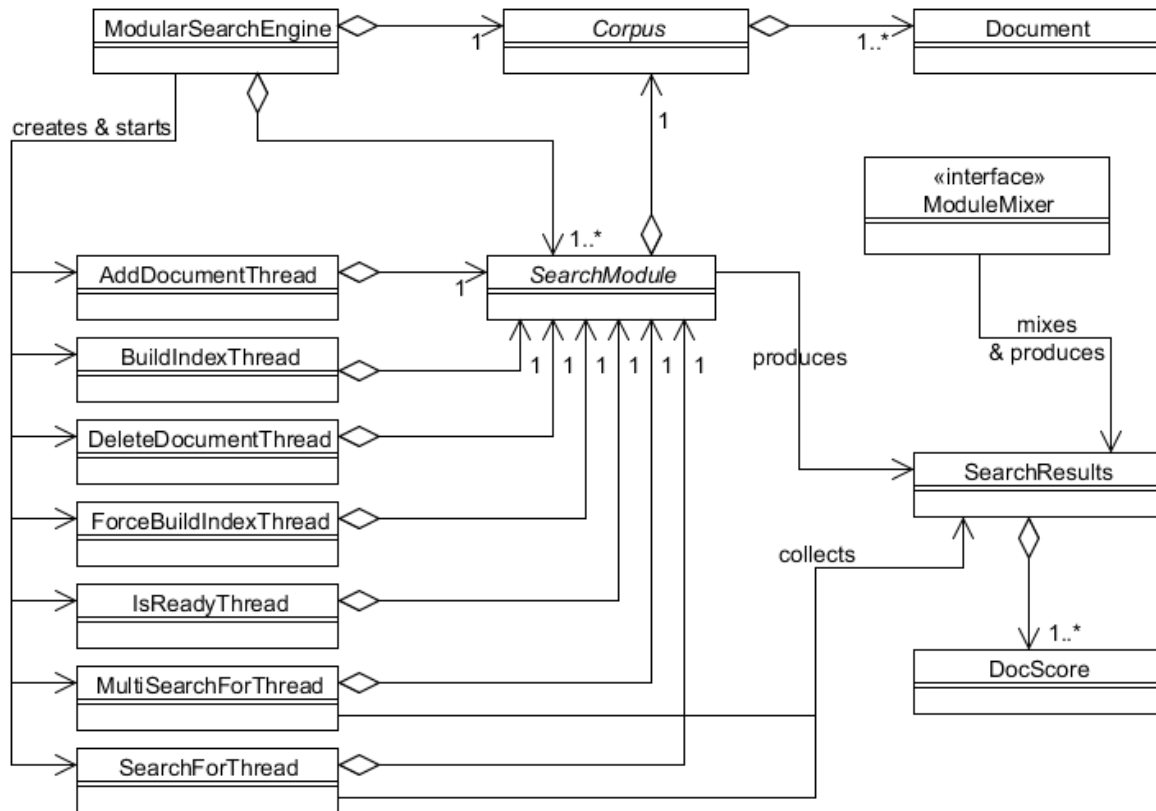 ModularSearchEngine
1
Corpus
1..*
Document
creates & starts
1
«interface»
ModuleMixer
1..*
AddDocumentThread
1
SearchModule
mixes
& produces
BuildIndexThread
1
1
1
1
1
1
produces
DeleteDocumentThread
SearchResults
ForceBuildIndexThread
collects
IsReadyThread
1..*
MultiSearchForThread
DocScore
SearchForThread